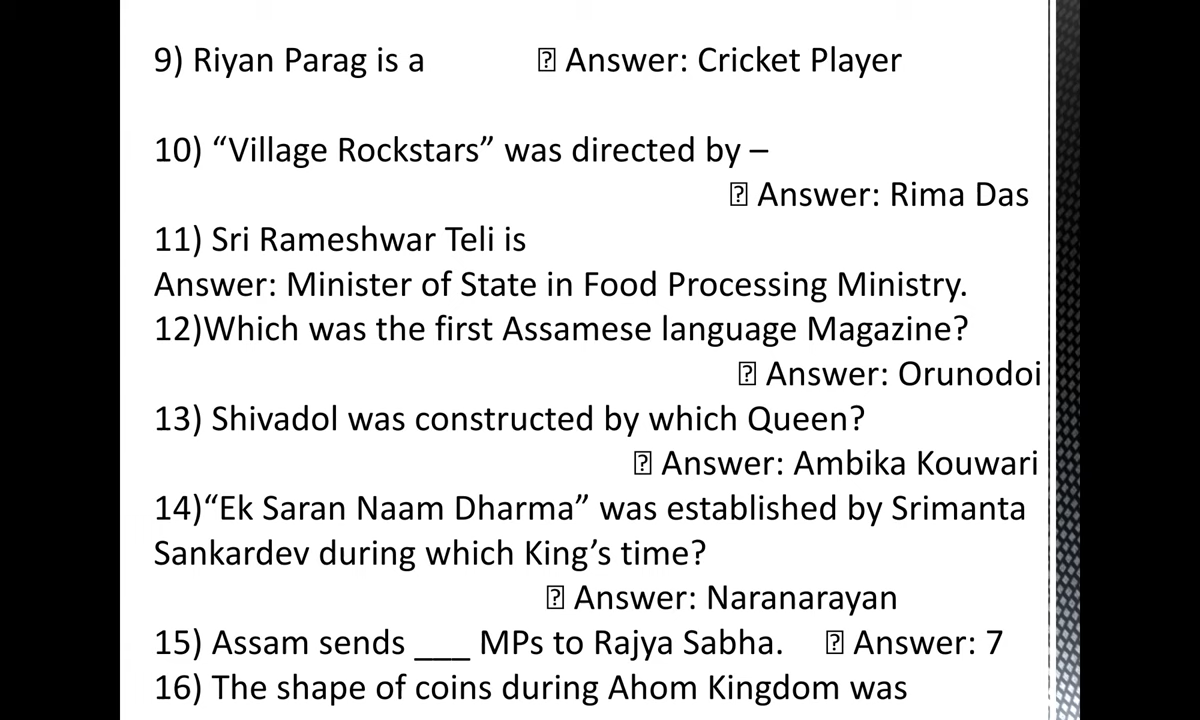 9) Riyan Parag is a Answer: Cricket Player
10) “Village Rockstars” was directed by –
Answer: Rima Das
11) Sri Rameshwar Teli is
Answer: Minister of State in Food Processing Ministry.
12)Which was the first Assamese language Magazine?
Answer: Orunodoi
13) Shivadol was constructed by which Queen?
Answer: Ambika Kouwari
14)“Ek Saran Naam Dharma” was established by Srimanta
Sankardev during which King’s time?
Answer: Naranarayan
15) Assam sends ___ MPs to Rajya Sabha. Answer: 7
16) The shape of coins during Ahom Kingdom was